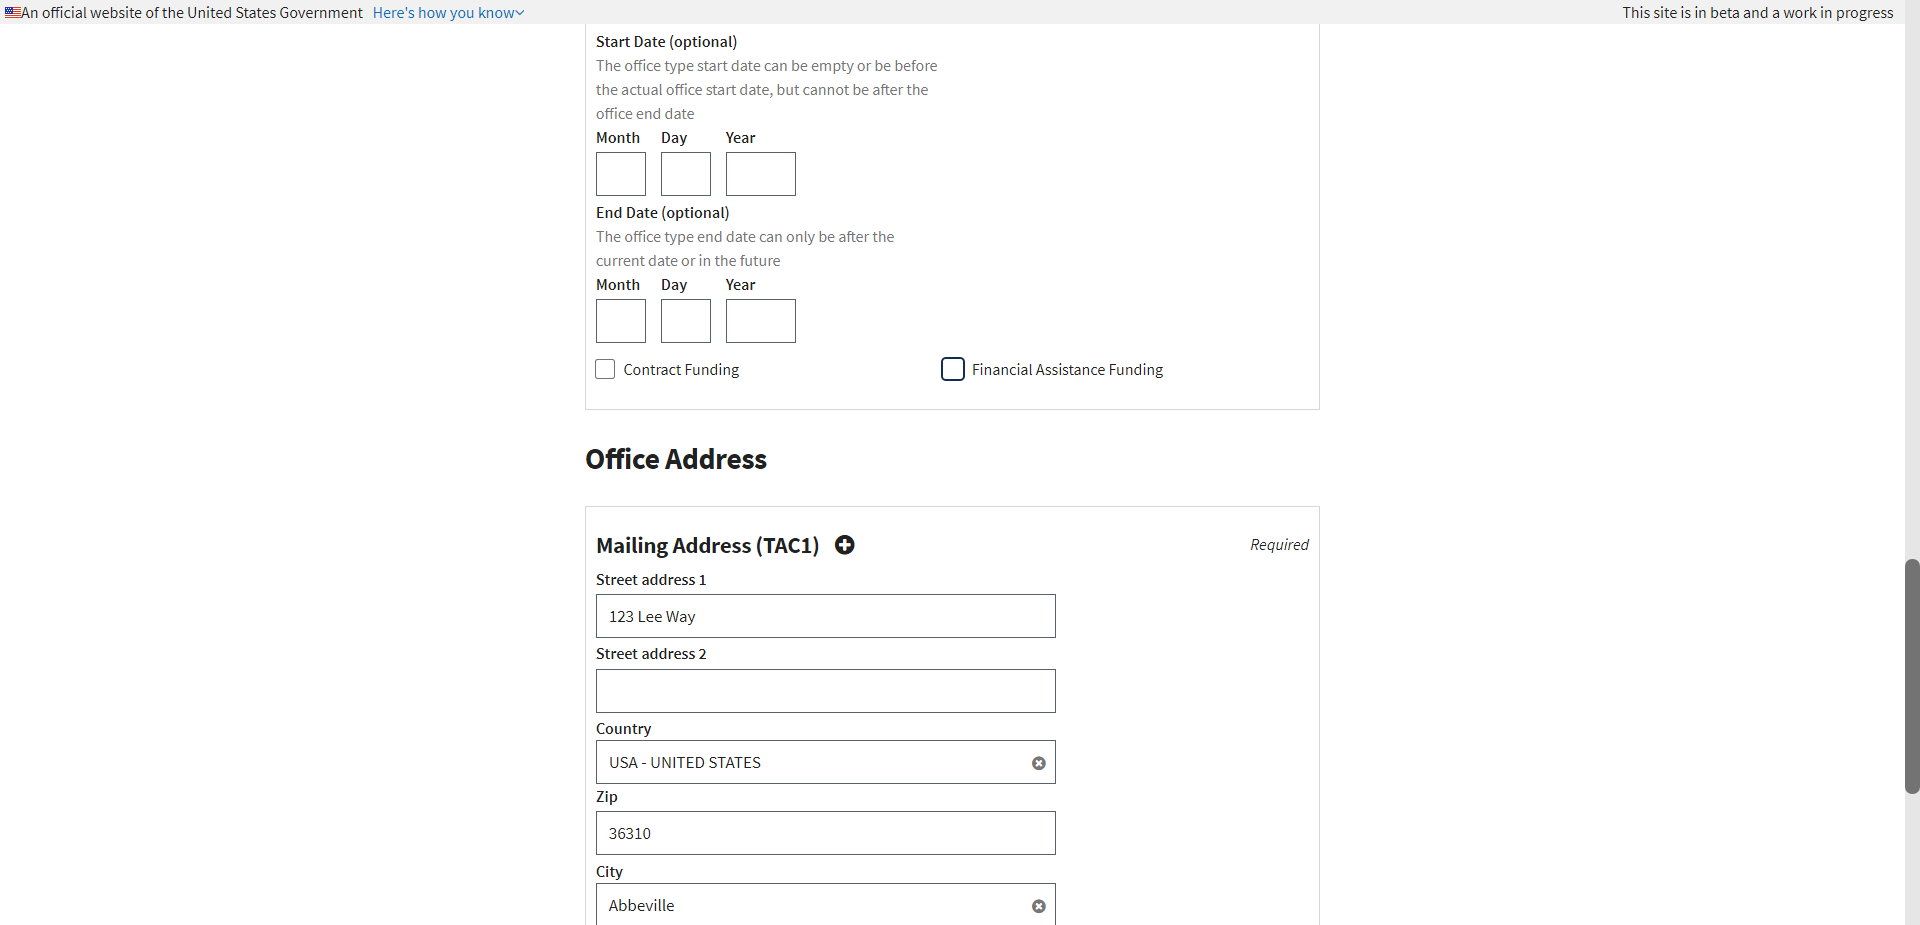 An official website of the United States Government Here's how you know
This site is in beta and a work in progress
Start Date (optional)
The office type start date can be empty or be before
the actual office start date, but cannot be after the
office end date
Month Day Year
End Date (optional)
The office type end date can only be after the
current date or in the future
Month Day Year
Contract Funding
Financial Assistance Funding
Office Address
Mailing Address (TAC1)
Required
Street address 1
123 Lee Way
Street address 2
Country
USA - UNITED STATES
Zip
36310
City
Abbeville